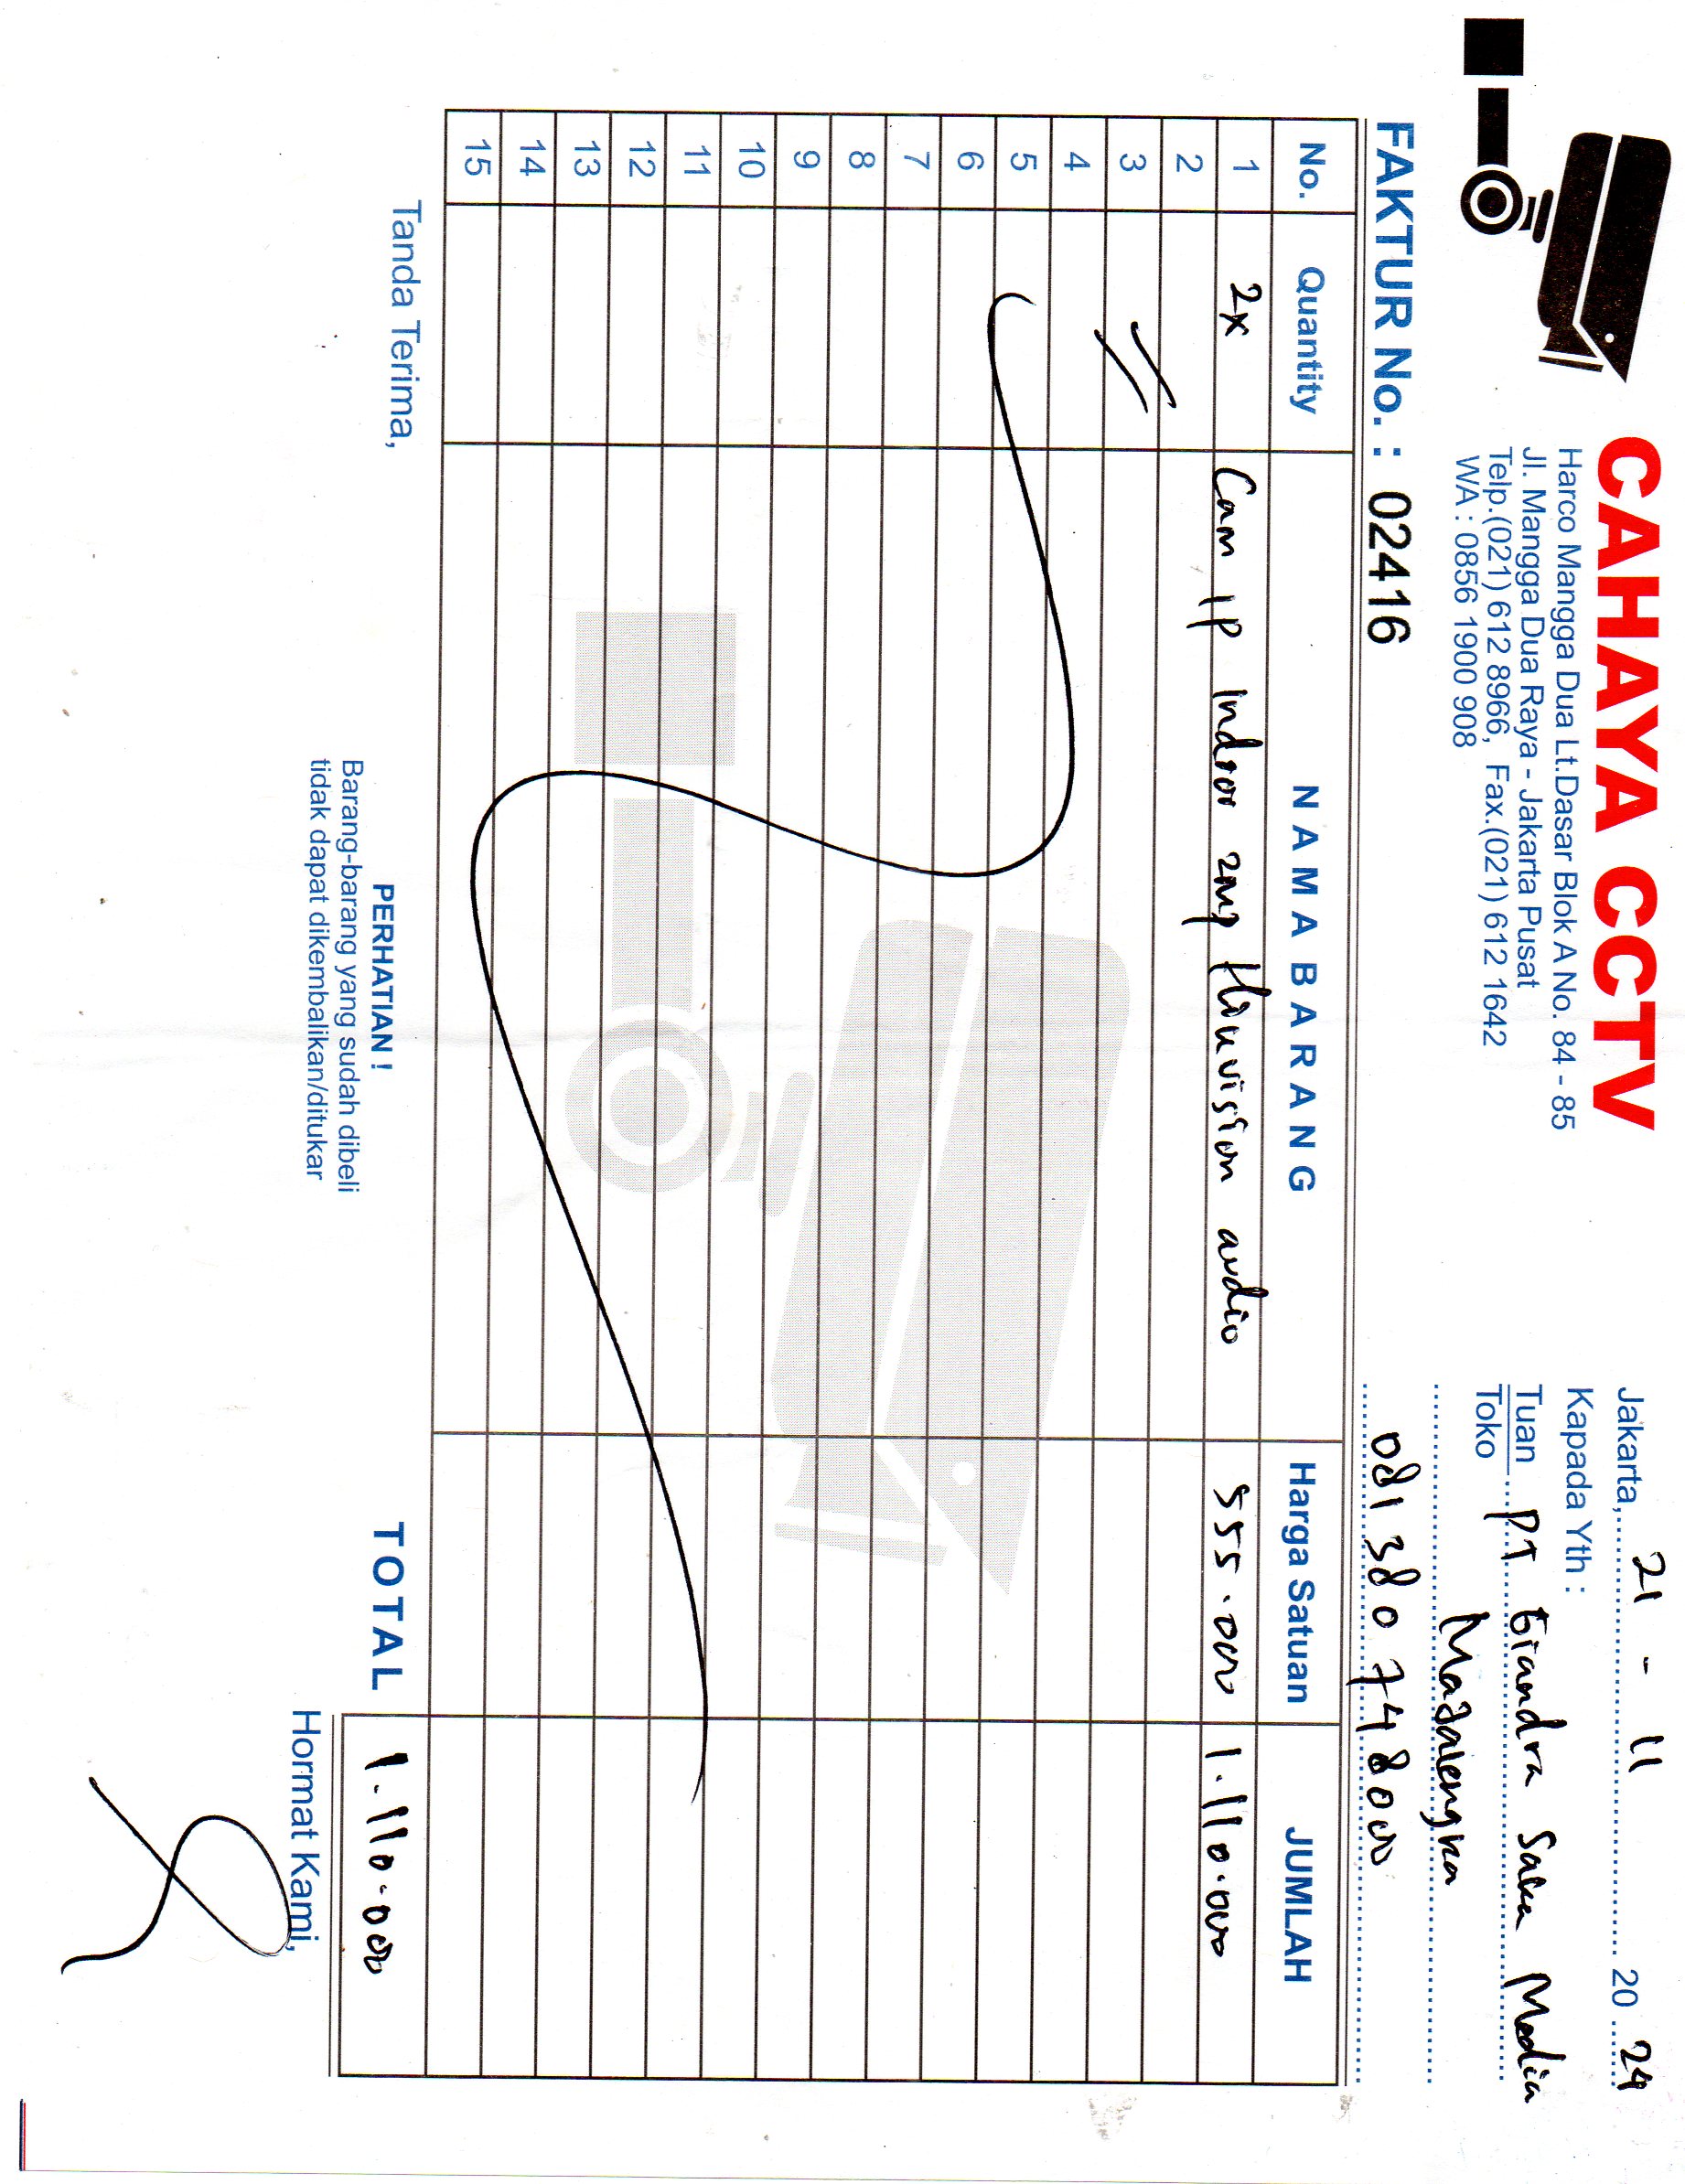 CAHAYA CCTV
Harco Mangga Dua Lt.Dasar Blok A No. 84 - 85
Jl. Mangga Dua Raya - Jakarta Pusat
Telp.(021) 612 8966, Fax.(021) 612 1642
WA : 0856 1900 908
Jakarta, 21 - 11 20 24
Kapada Yth :
Tuan PT Giandra Saka Media
Toko
Majalengka
081 380 748000
FAKTUR No. : 02416
No. Quantity NAMA BARANG Harga Satuan JUMLAH
1 2x Cam IP Indoor 2mp Hikvision audio 555.000 1.110.000
2
3
4
5
6
7
8
9
10
11
12
13
14
15
Tanda Terima,
PERHATIAN !
Barang-barang yang sudah dibeli
tidak dapat dikembalikan/ditukar
TOTAL 1.110.000
Hormat Kami,